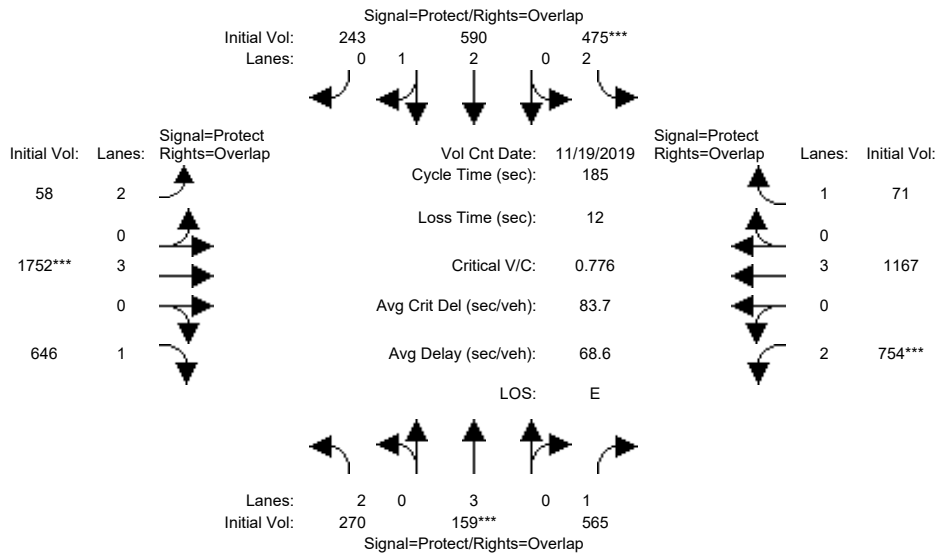 Signal=Protect/Rights=Overlap
Initial Vol: 243 590 475***
Lanes: 0 1 2 0 2
Signal=Protect
Initial Vol: Lanes: Rights=Overlap
Vol Cnt Date: 11/19/2019
Signal=Protect
Rights=Overlap Lanes: Initial Vol:
Cycle Time (sec): 185
58 2 1 71
Loss Time (sec): 12
0 0
1752*** 3 Critical V/C: 0.776 3 1167
0 Avg Crit Del (sec/veh): 83.7 0
646 1 Avg Delay (sec/veh): 68.6 2 754***
LOS: E
Lanes: 2 0 3 0 1
Initial Vol: 270 159*** 565
Signal=Protect/Rights=Overlap